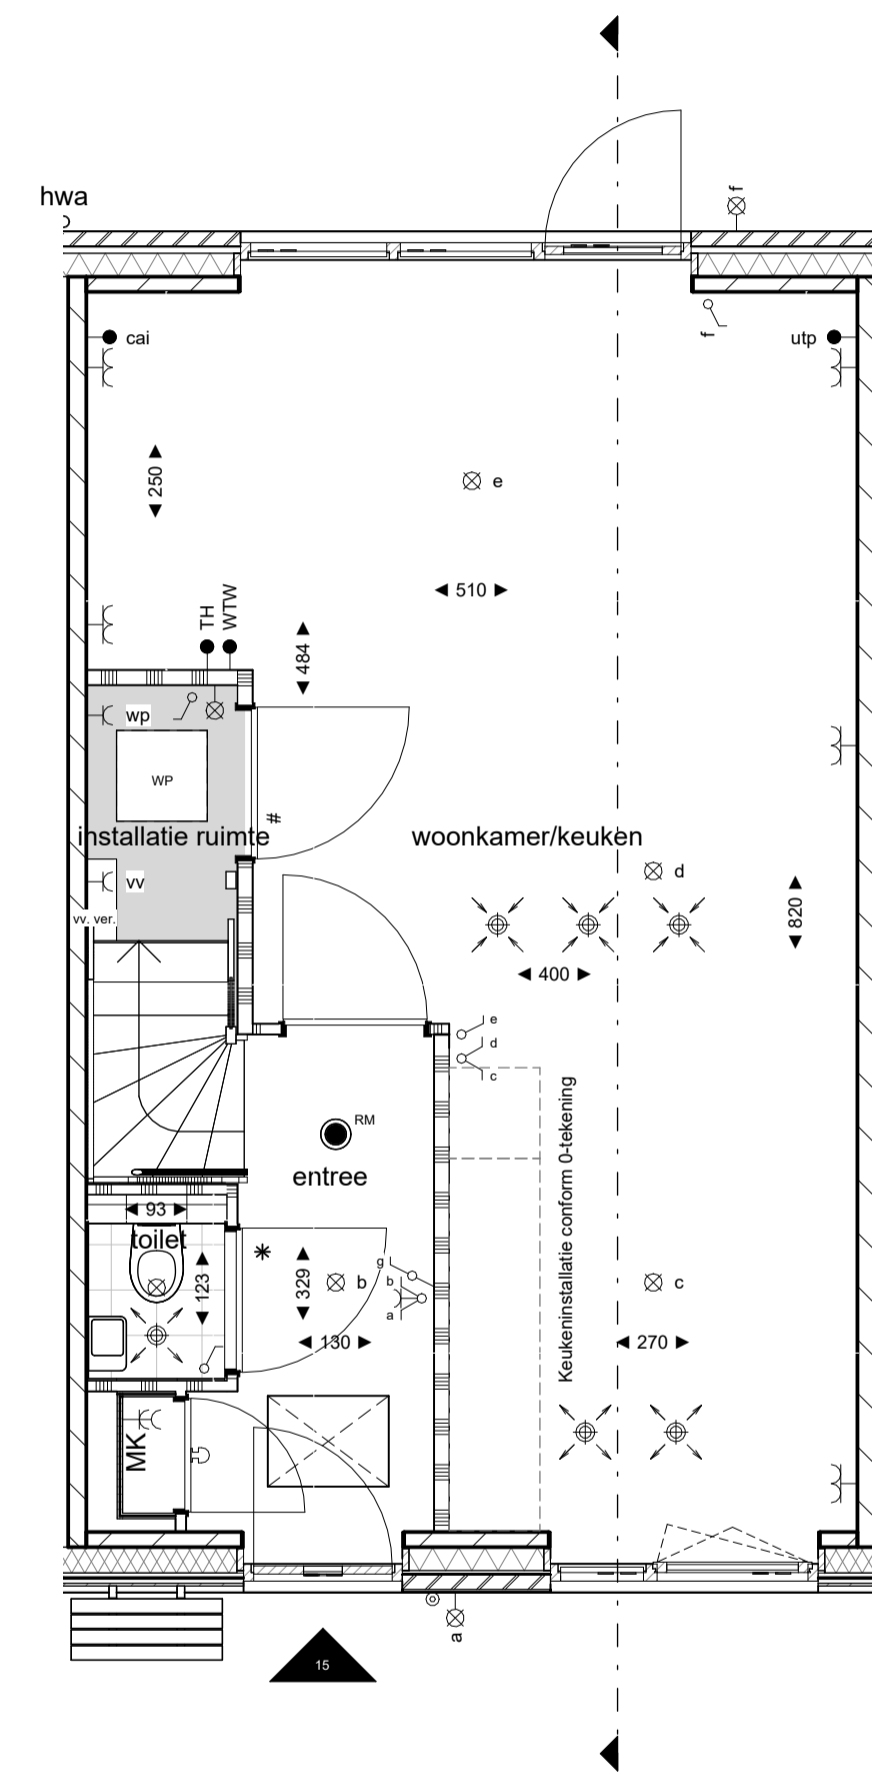 hwa
f
f
cai
utp
250
e
510
TH
WTW
484
wp
WP
#
installatie ruimte
woonkamer/keuken
vv
d
vv. ver.
820
400
e
d
c
Keukeninstallatie conform 0-tekening
RM
entree
93
toilet
123
*
329
b
g
b
a
c
130
270
MK
a
15